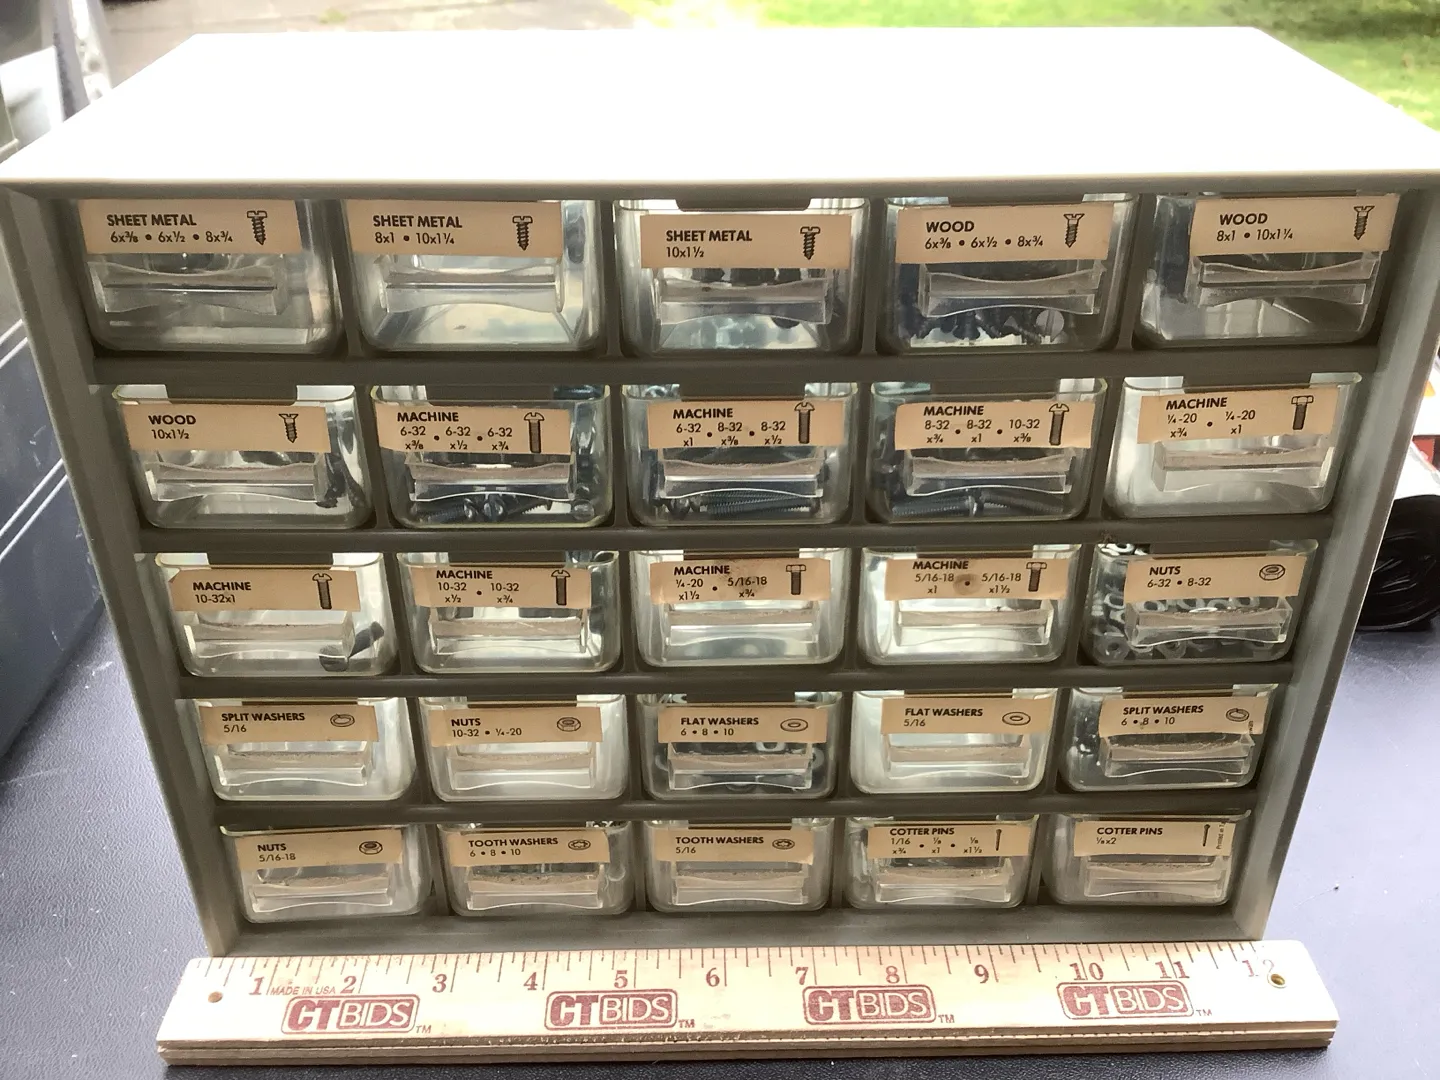 SHEET METAL
6x⅜ • 6x½ • 8x¾
SHEET METAL
8x1 • 10x1¼
SHEET METAL
10x1½
WOOD
6x⅜ • 6x½ • 8x¾
WOOD
8x1 • 10x1¼
WOOD
10x1½
MACHINE
6-32 • 6-32 • 6-32
x⅜ x½ x¾
MACHINE
6-32 • 8-32 • 8-32
x1 x⅜ x½
MACHINE
8-32 • 8-32 • 10-32
x¾ x1 x⅜
MACHINE
¼-20 • ¼-20
x¾ x1
MACHINE
10-32x1
MACHINE
10-32 • 10-32
x½ x¾
MACHINE
¼-20 • 5/16-18
x1½ x¾
MACHINE
5/16-18 • 5/16-18
x1 x1½
NUTS
6-32 • 8-32
SPLIT WASHERS
5/16
NUTS
10-32 • ¼-20
FLAT WASHERS
6 • 8 • 10
FLAT WASHERS
5/16
SPLIT WASHERS
6 • 8 • 10
NUTS
5/16-18
TOOTH WASHERS
6 • 8 • 10
TOOTH WASHERS
5/16
COTTER PINS
1/16 • ⅛ • ⅛
x¾ x1 x1½
COTTER PINS
⅛x2
1 2 3 4 5 6 7 8 9 10 11 12
MADE IN USA
CTBIDS™ CTBIDS™ CTBIDS™ CTBIDS™